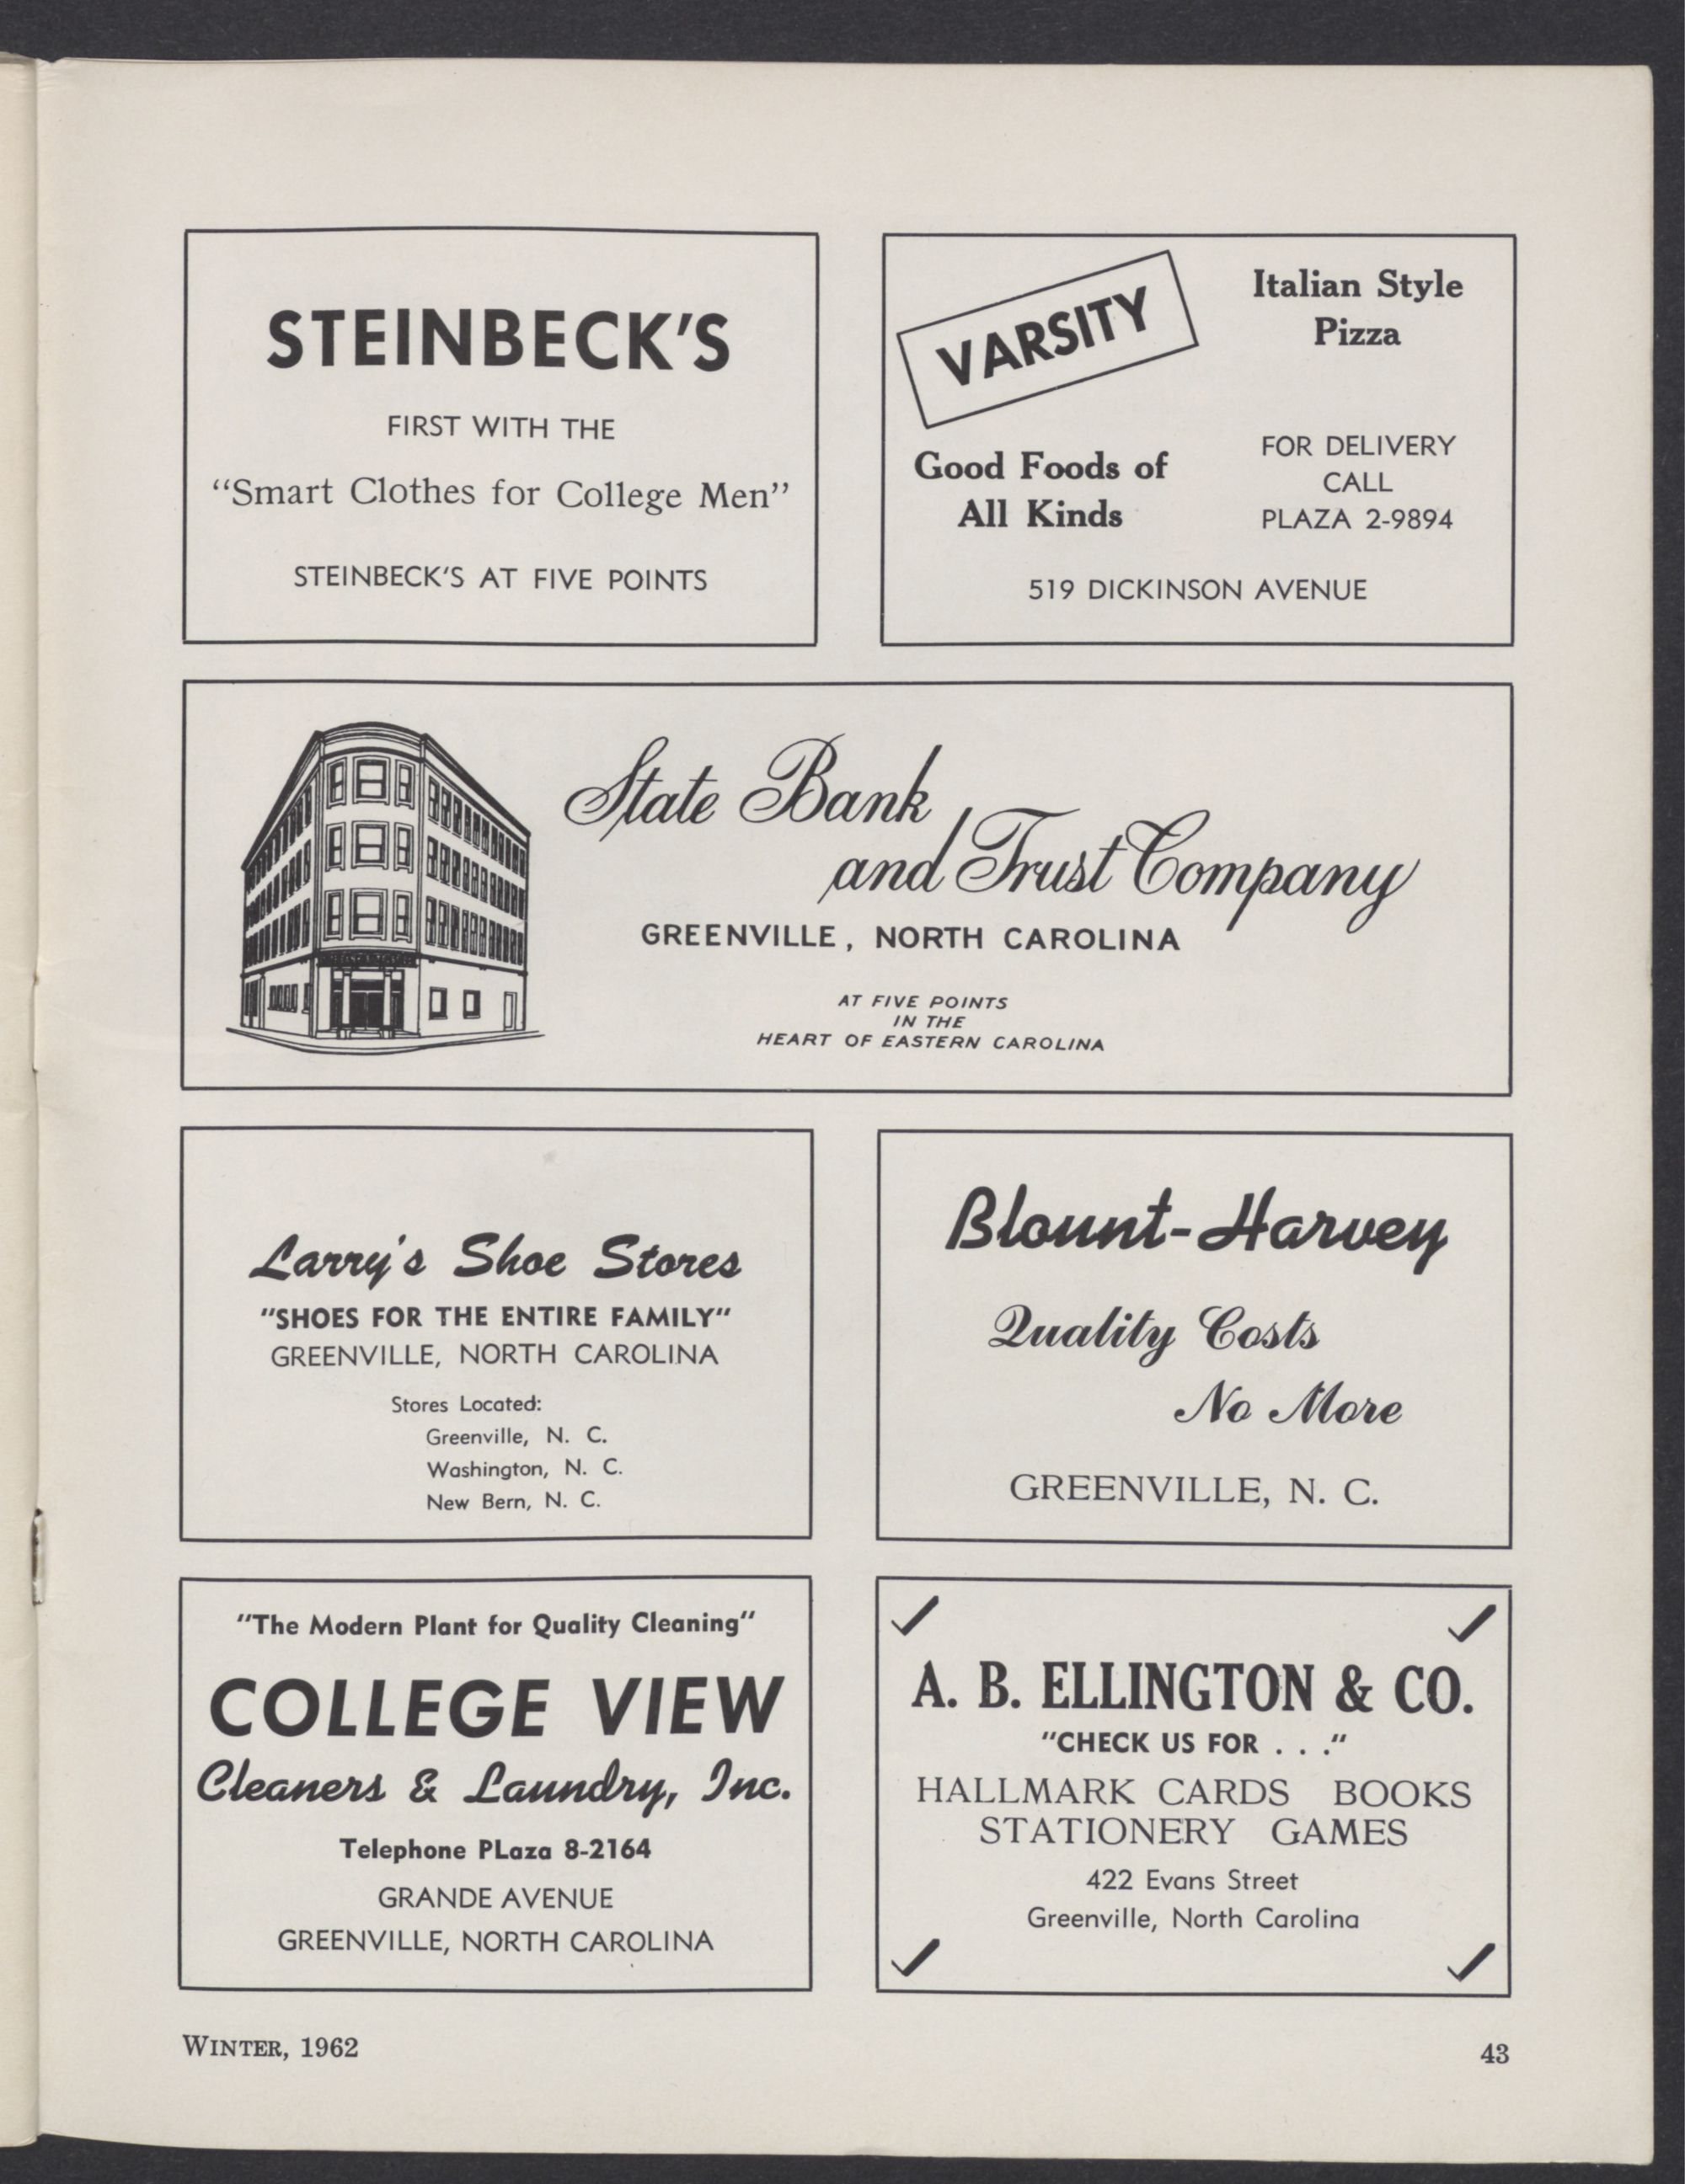 STEINBECK'S
FIRST WITH THE
"Smart Clothes for College Men"
STEINBECK'S AT FIVE POINTS
VARSITY
Italian Style
Pizza
Good Foods of
All Kinds
FOR DELIVERY
CALL
PLAZA 2-9894
519 DICKINSON AVENUE
State Bank
and Trust Company
GREENVILLE, NORTH CAROLINA
AT FIVE POINTS
IN THE
HEART OF EASTERN CAROLINA
Larry's Shoe Stores
"SHOES FOR THE ENTIRE FAMILY"
GREENVILLE, NORTH CAROLINA
Stores Located:
Greenville, N. C.
Washington, N. C.
New Bern, N. C.
Blount-Harvey
Quality Costs
No More
GREENVILLE, N. C.
"The Modern Plant for Quality Cleaning"
COLLEGE VIEW
Cleaners & Laundry, Inc.
Telephone PLaza 8-2164
GRANDE AVENUE
GREENVILLE, NORTH CAROLINA
A. B. ELLINGTON & CO.
"CHECK US FOR . . ."
HALLMARK CARDS BOOKS
STATIONERY GAMES
422 Evans Street
Greenville, North Carolina
WINTER, 1962
43